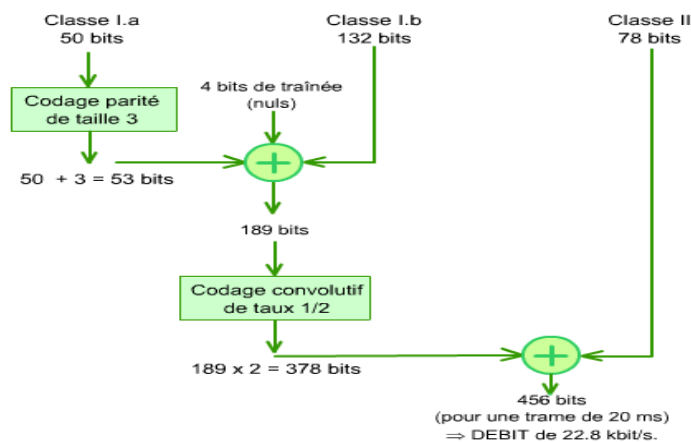 Classe I.a
50 bits
Classe I.b
132 bits
Classe II
78 bits
4 bits de traînée
(nuls)
Codage parité
de taille 3
50 + 3 = 53 bits
189 bits
Codage convolutif
de taux 1/2
189 x 2 = 378 bits
456 bits
(pour une trame de 20 ms)
⇒ DEBIT de 22.8 kbit/s.